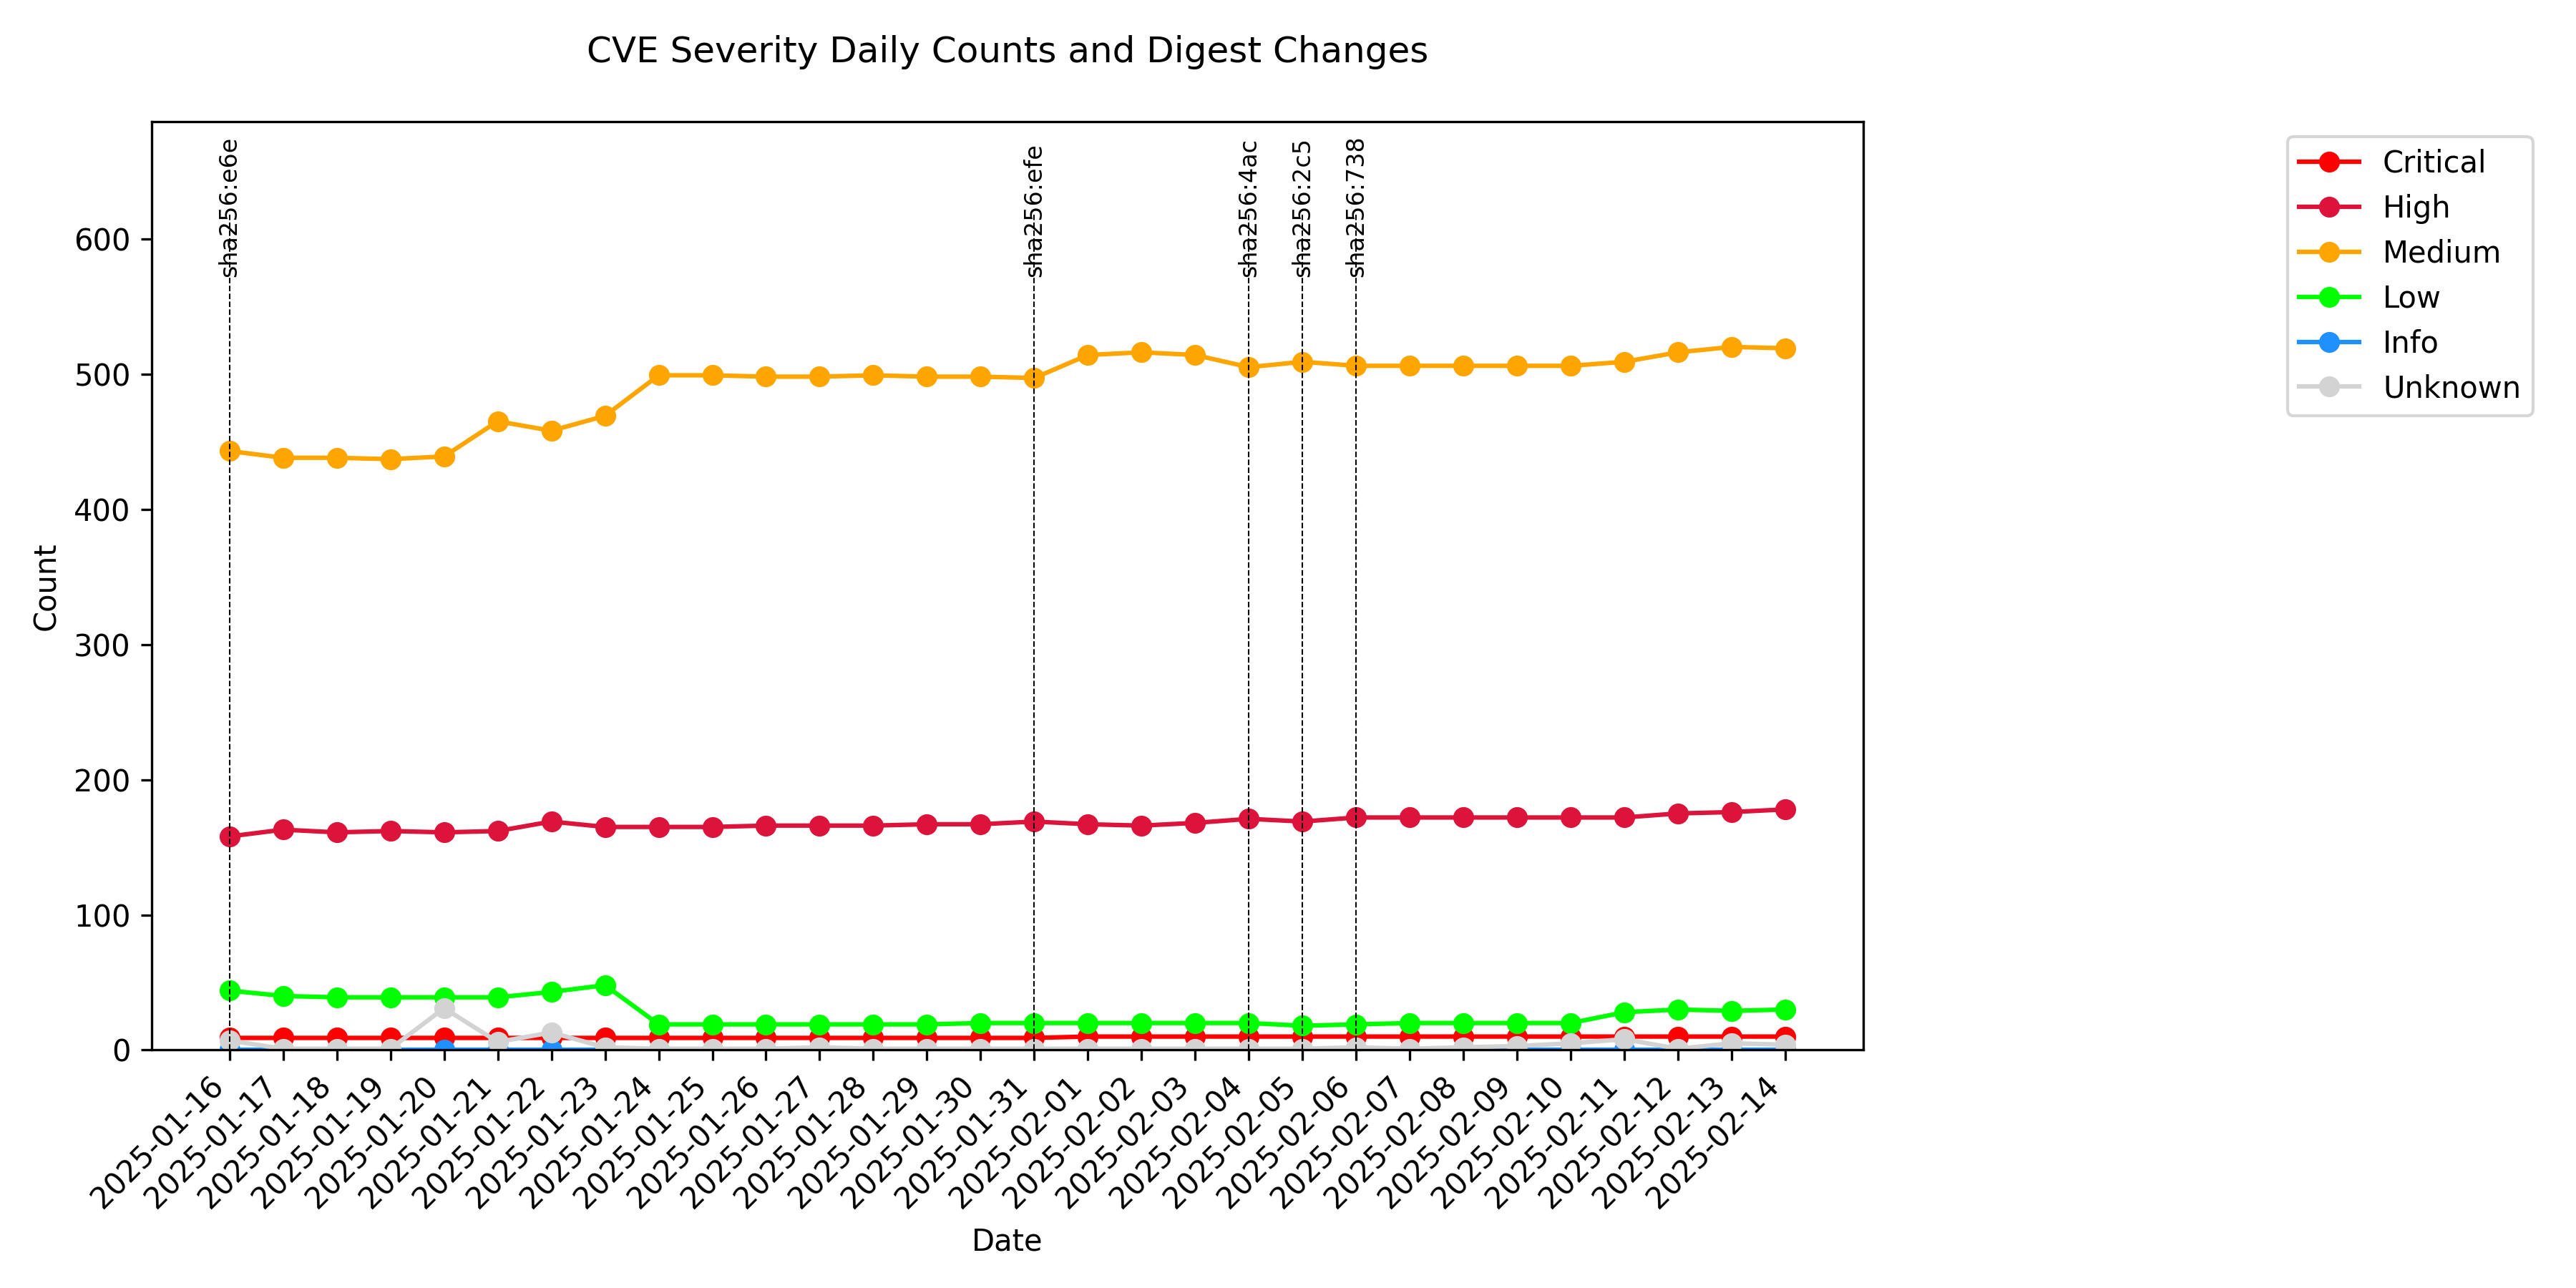 CVE Severity Daily Counts and Digest Changes
sha256:e6e
sha256:efe
sha256:4ac
sha256:2c5
sha256:738
Critical
High
Medium
Low
Info
Unknown
600
500
400
300
200
100
0
Count
2025-01-16
2025-01-17
2025-01-18
2025-01-19
2025-01-20
2025-01-21
2025-01-22
2025-01-23
2025-01-24
2025-01-25
2025-01-26
2025-01-27
2025-01-28
2025-01-29
2025-01-30
2025-01-31
2025-02-01
2025-02-02
2025-02-03
2025-02-04
2025-02-05
2025-02-06
2025-02-07
2025-02-08
2025-02-09
2025-02-10
2025-02-11
2025-02-12
2025-02-13
2025-02-14
Date